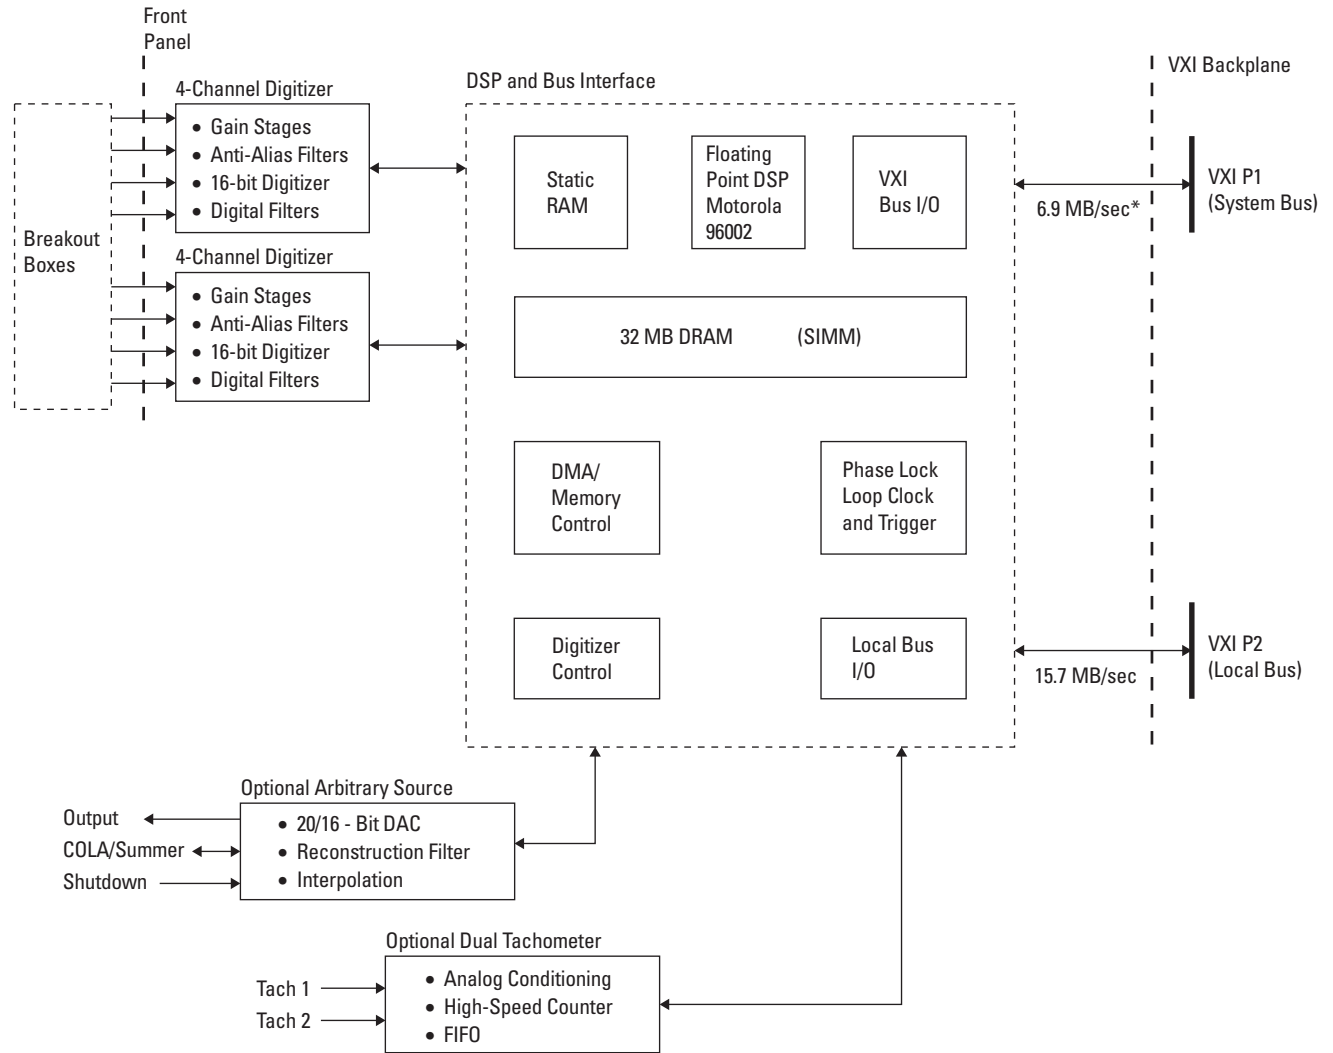 Front
Panel
VXI Backplane
4-Channel Digitizer
DSP and Bus Interface
• Gain Stages
• Anti-Alias Filters
• 16-bit Digitizer
• Digital Filters
Breakout
Boxes
4-Channel Digitizer
• Gain Stages
• Anti-Alias Filters
• 16-bit Digitizer
• Digital Filters
Static
RAM
Floating
Point DSP
Motorola
96002
VXI
Bus I/O
6.9 MB/sec*
VXI P1
(System Bus)
32 MB DRAM (SIMM)
DMA/
Memory
Control
Phase Lock
Loop Clock
and Trigger
Digitizer
Control
Local Bus
I/O
15.7 MB/sec
VXI P2
(Local Bus)
Optional Arbitrary Source
Output
COLA/Summer
Shutdown
• 20/16 - Bit DAC
• Reconstruction Filter
• Interpolation
Optional Dual Tachometer
Tach 1
Tach 2
• Analog Conditioning
• High-Speed Counter
• FIFO